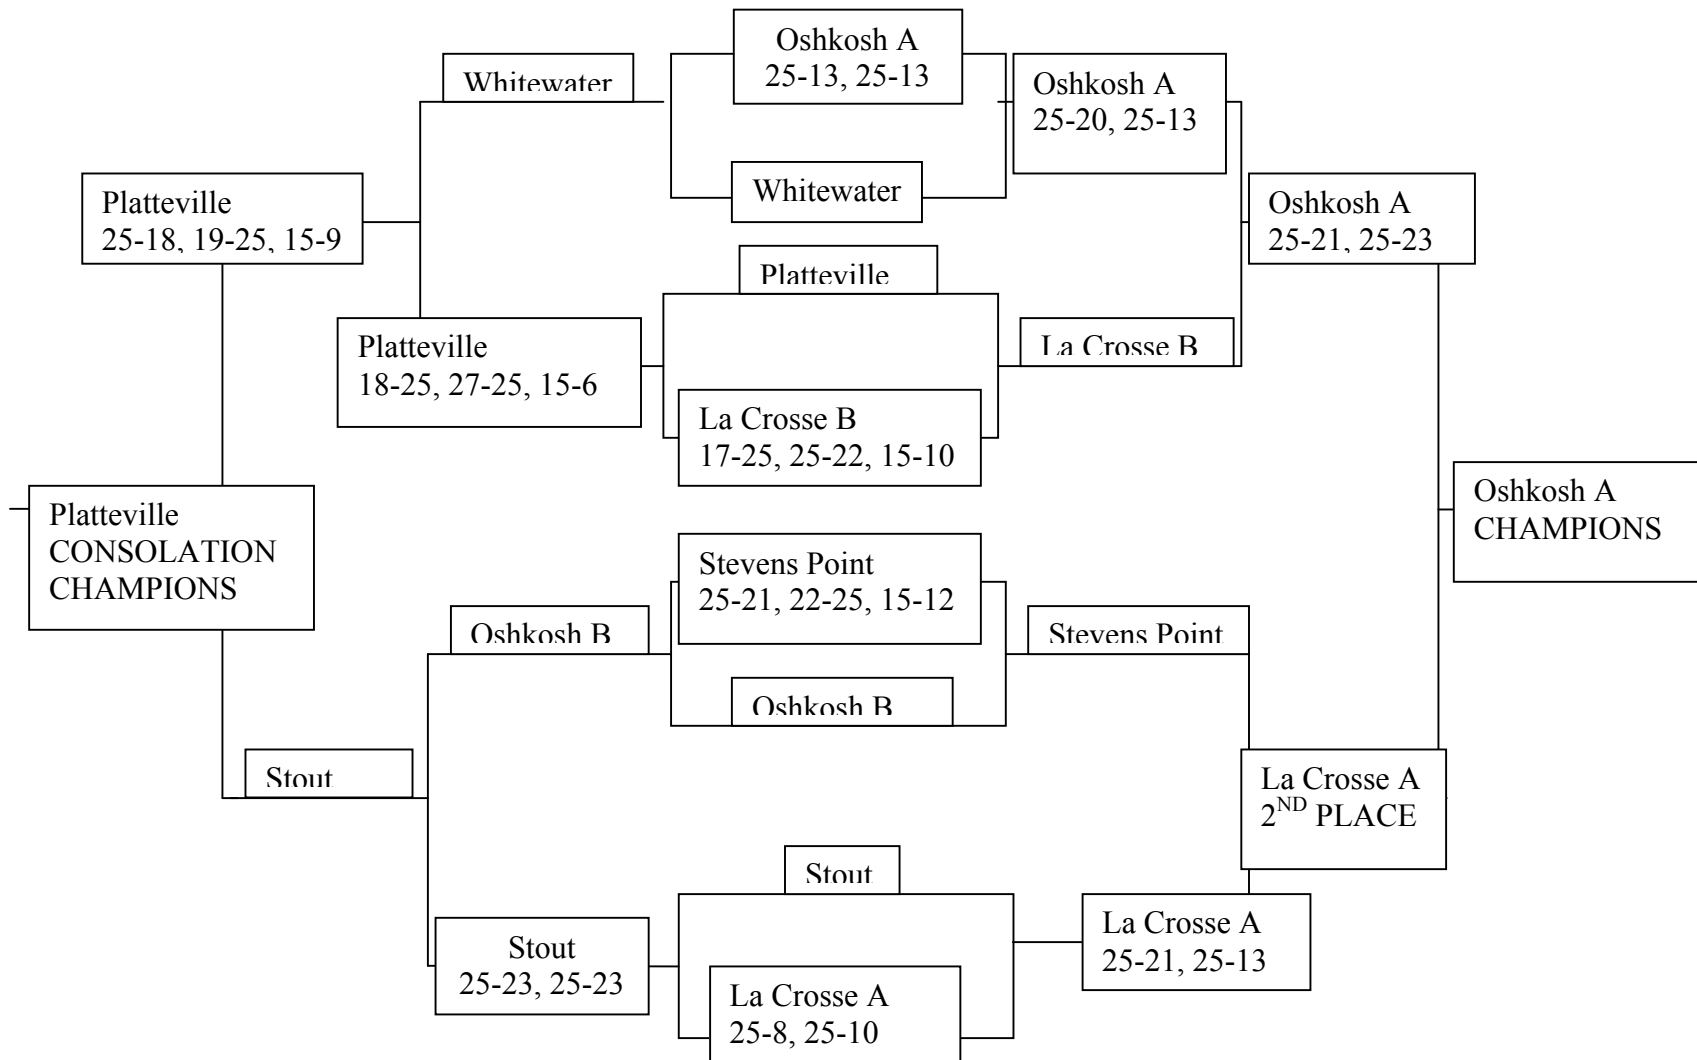 Oshkosh A
25-13, 25-13
Whitewater
Oshkosh A
25-20, 25-13
Whitewater
Platteville
25-18, 19-25, 15-9
Oshkosh A
25-21, 25-23
Platteville
Platteville
18-25, 27-25, 15-6
La Crosse B
La Crosse B
17-25, 25-22, 15-10
Platteville
CONSOLATION
CHAMPIONS
Oshkosh A
CHAMPIONS
Stevens Point
25-21, 22-25, 15-12
Oshkosh B
Stevens Point
Oshkosh B
Stout
La Crosse A
2ND PLACE
Stout
La Crosse A
25-21, 25-13
Stout
25-23, 25-23
La Crosse A
25-8, 25-10